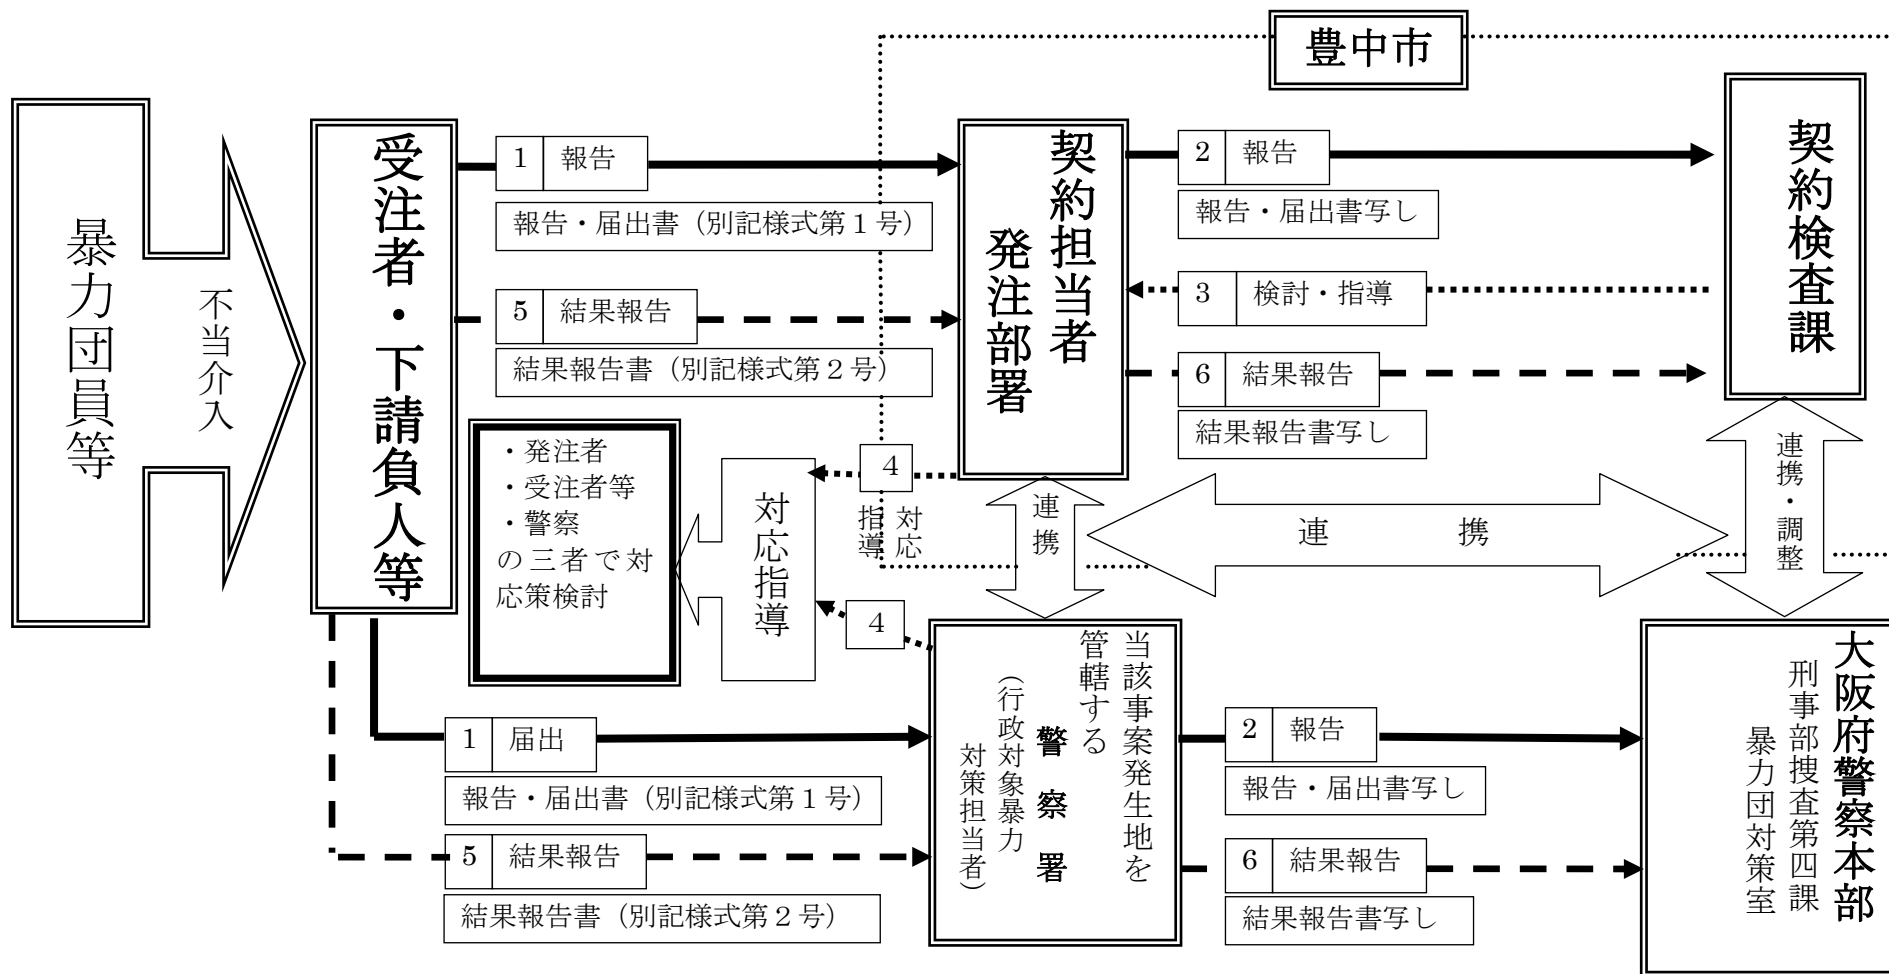 豊中市
暴力団員等
不当介入
受注者・下請負人等
1 報告
報告・届出書（別記様式第１号）
5 結果報告
結果報告書（別記様式第２号）
契約担当者
発注部署
2 報告
報告・届出書写し
3 検討・指導
6 結果報告
結果報告書写し
契約検査課
・発注者
・受注者等
・警察
の三者で対
応策検討
対応指導
4
対応
指導
4
連携
連 携
連携・調整
1 届出
報告・届出書（別記様式第１号）
5 結果報告
結果報告書（別記様式第２号）
当該事案発生地を
管轄する
警 察 署
（行政対象暴力
対策担当者）
2 報告
報告・届出書写し
6 結果報告
結果報告書写し
大阪府警察本部
刑事部捜査第四課
暴力団対策室